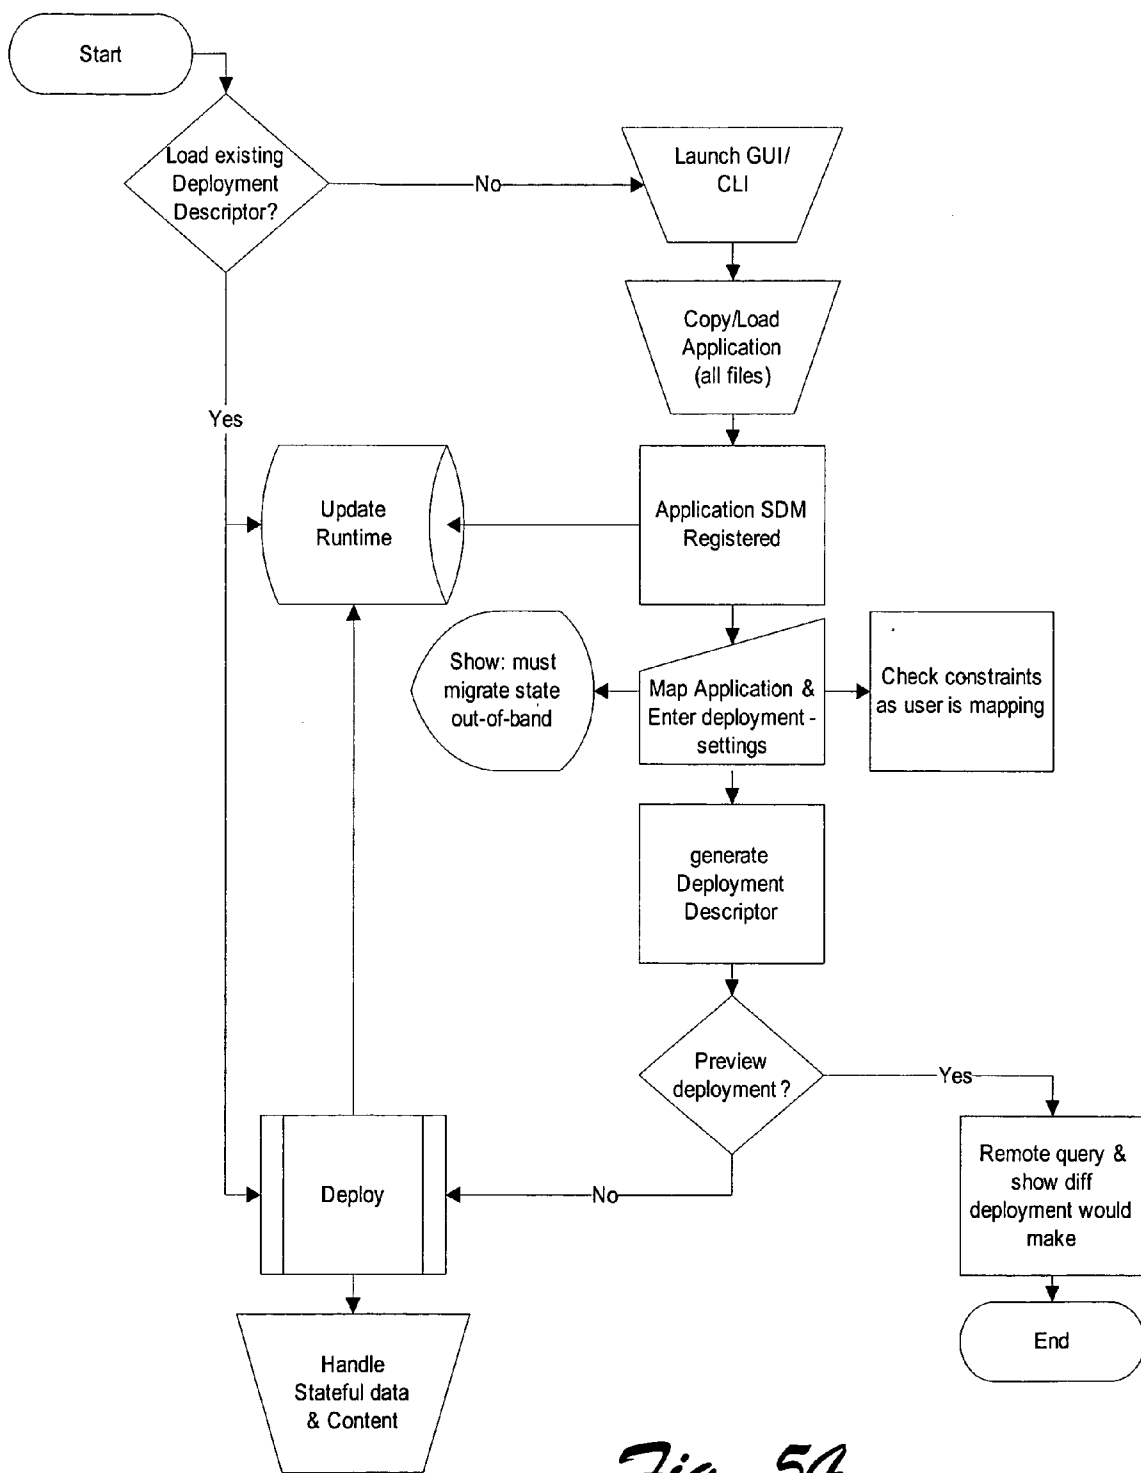 Start
Load existing
Deployment
Descriptor?
No
Launch GUI/
CLI
Copy/Load
Application
(all files)
Yes
Update
Runtime
Application SDM
Registered
Show: must
migrate state
out-of-band
Map Application &
Enter deployment -
settings
Check constraints
as user is mapping
generate
Deployment
Descriptor
Preview
deployment ?
Yes
Deploy
No
Remote query &
show diff
deployment would
make
End
Handle
Stateful data
& Content
Fig. 5A